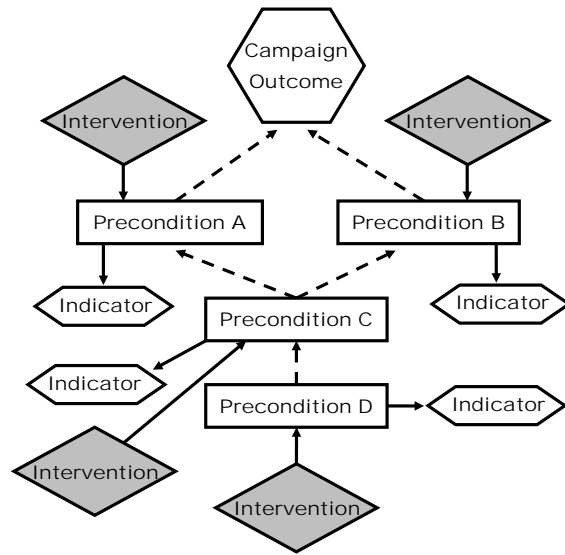 Campaign
Outcome
Intervention
Intervention
Precondition A
Precondition B
Indicator
Indicator
Precondition C
Indicator
Precondition D
Indicator
Intervention
Intervention